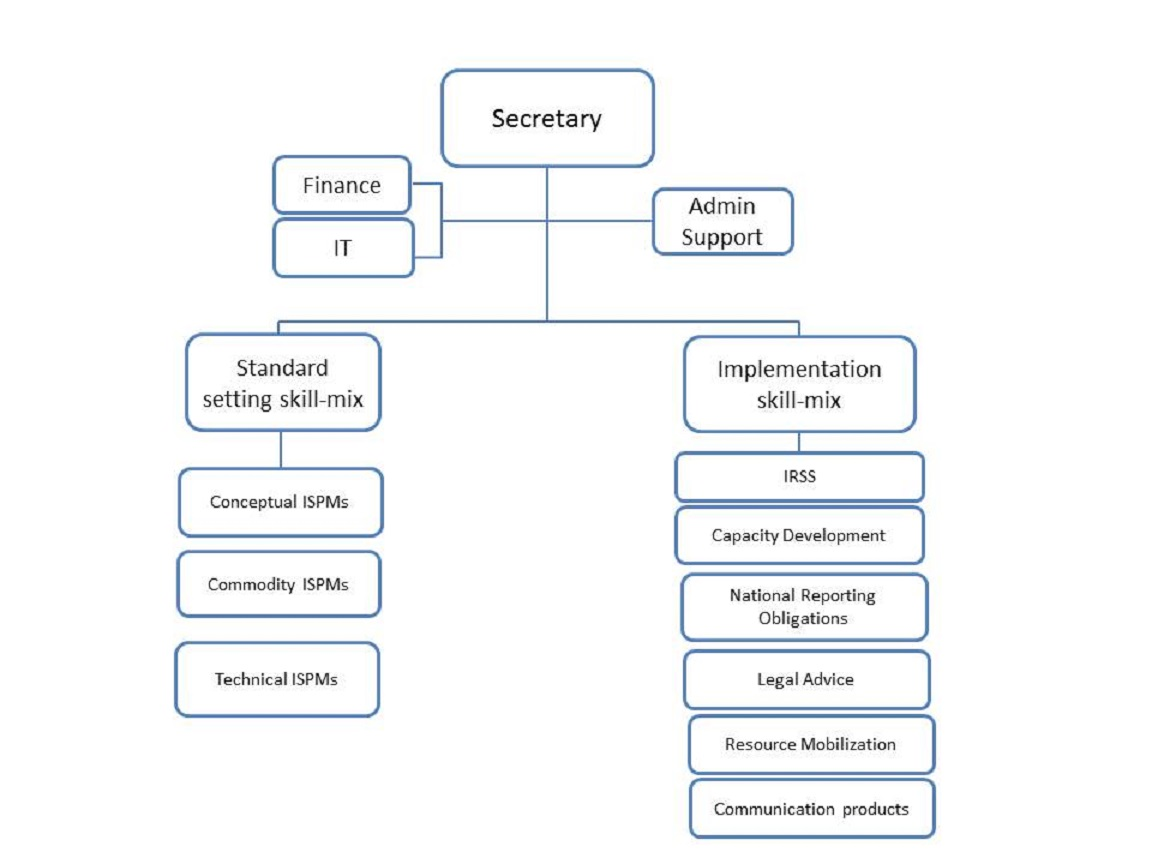 Secretary
Finance
IT
Admin
Support
Standard
setting skill-mix
Conceptual ISPMs
Commodity ISPMs
Technical ISPMs
Implementation
skill-mix
IRSS
Capacity Development
National Reporting
Obligations
Legal Advice
Resource Mobilization
Communication products